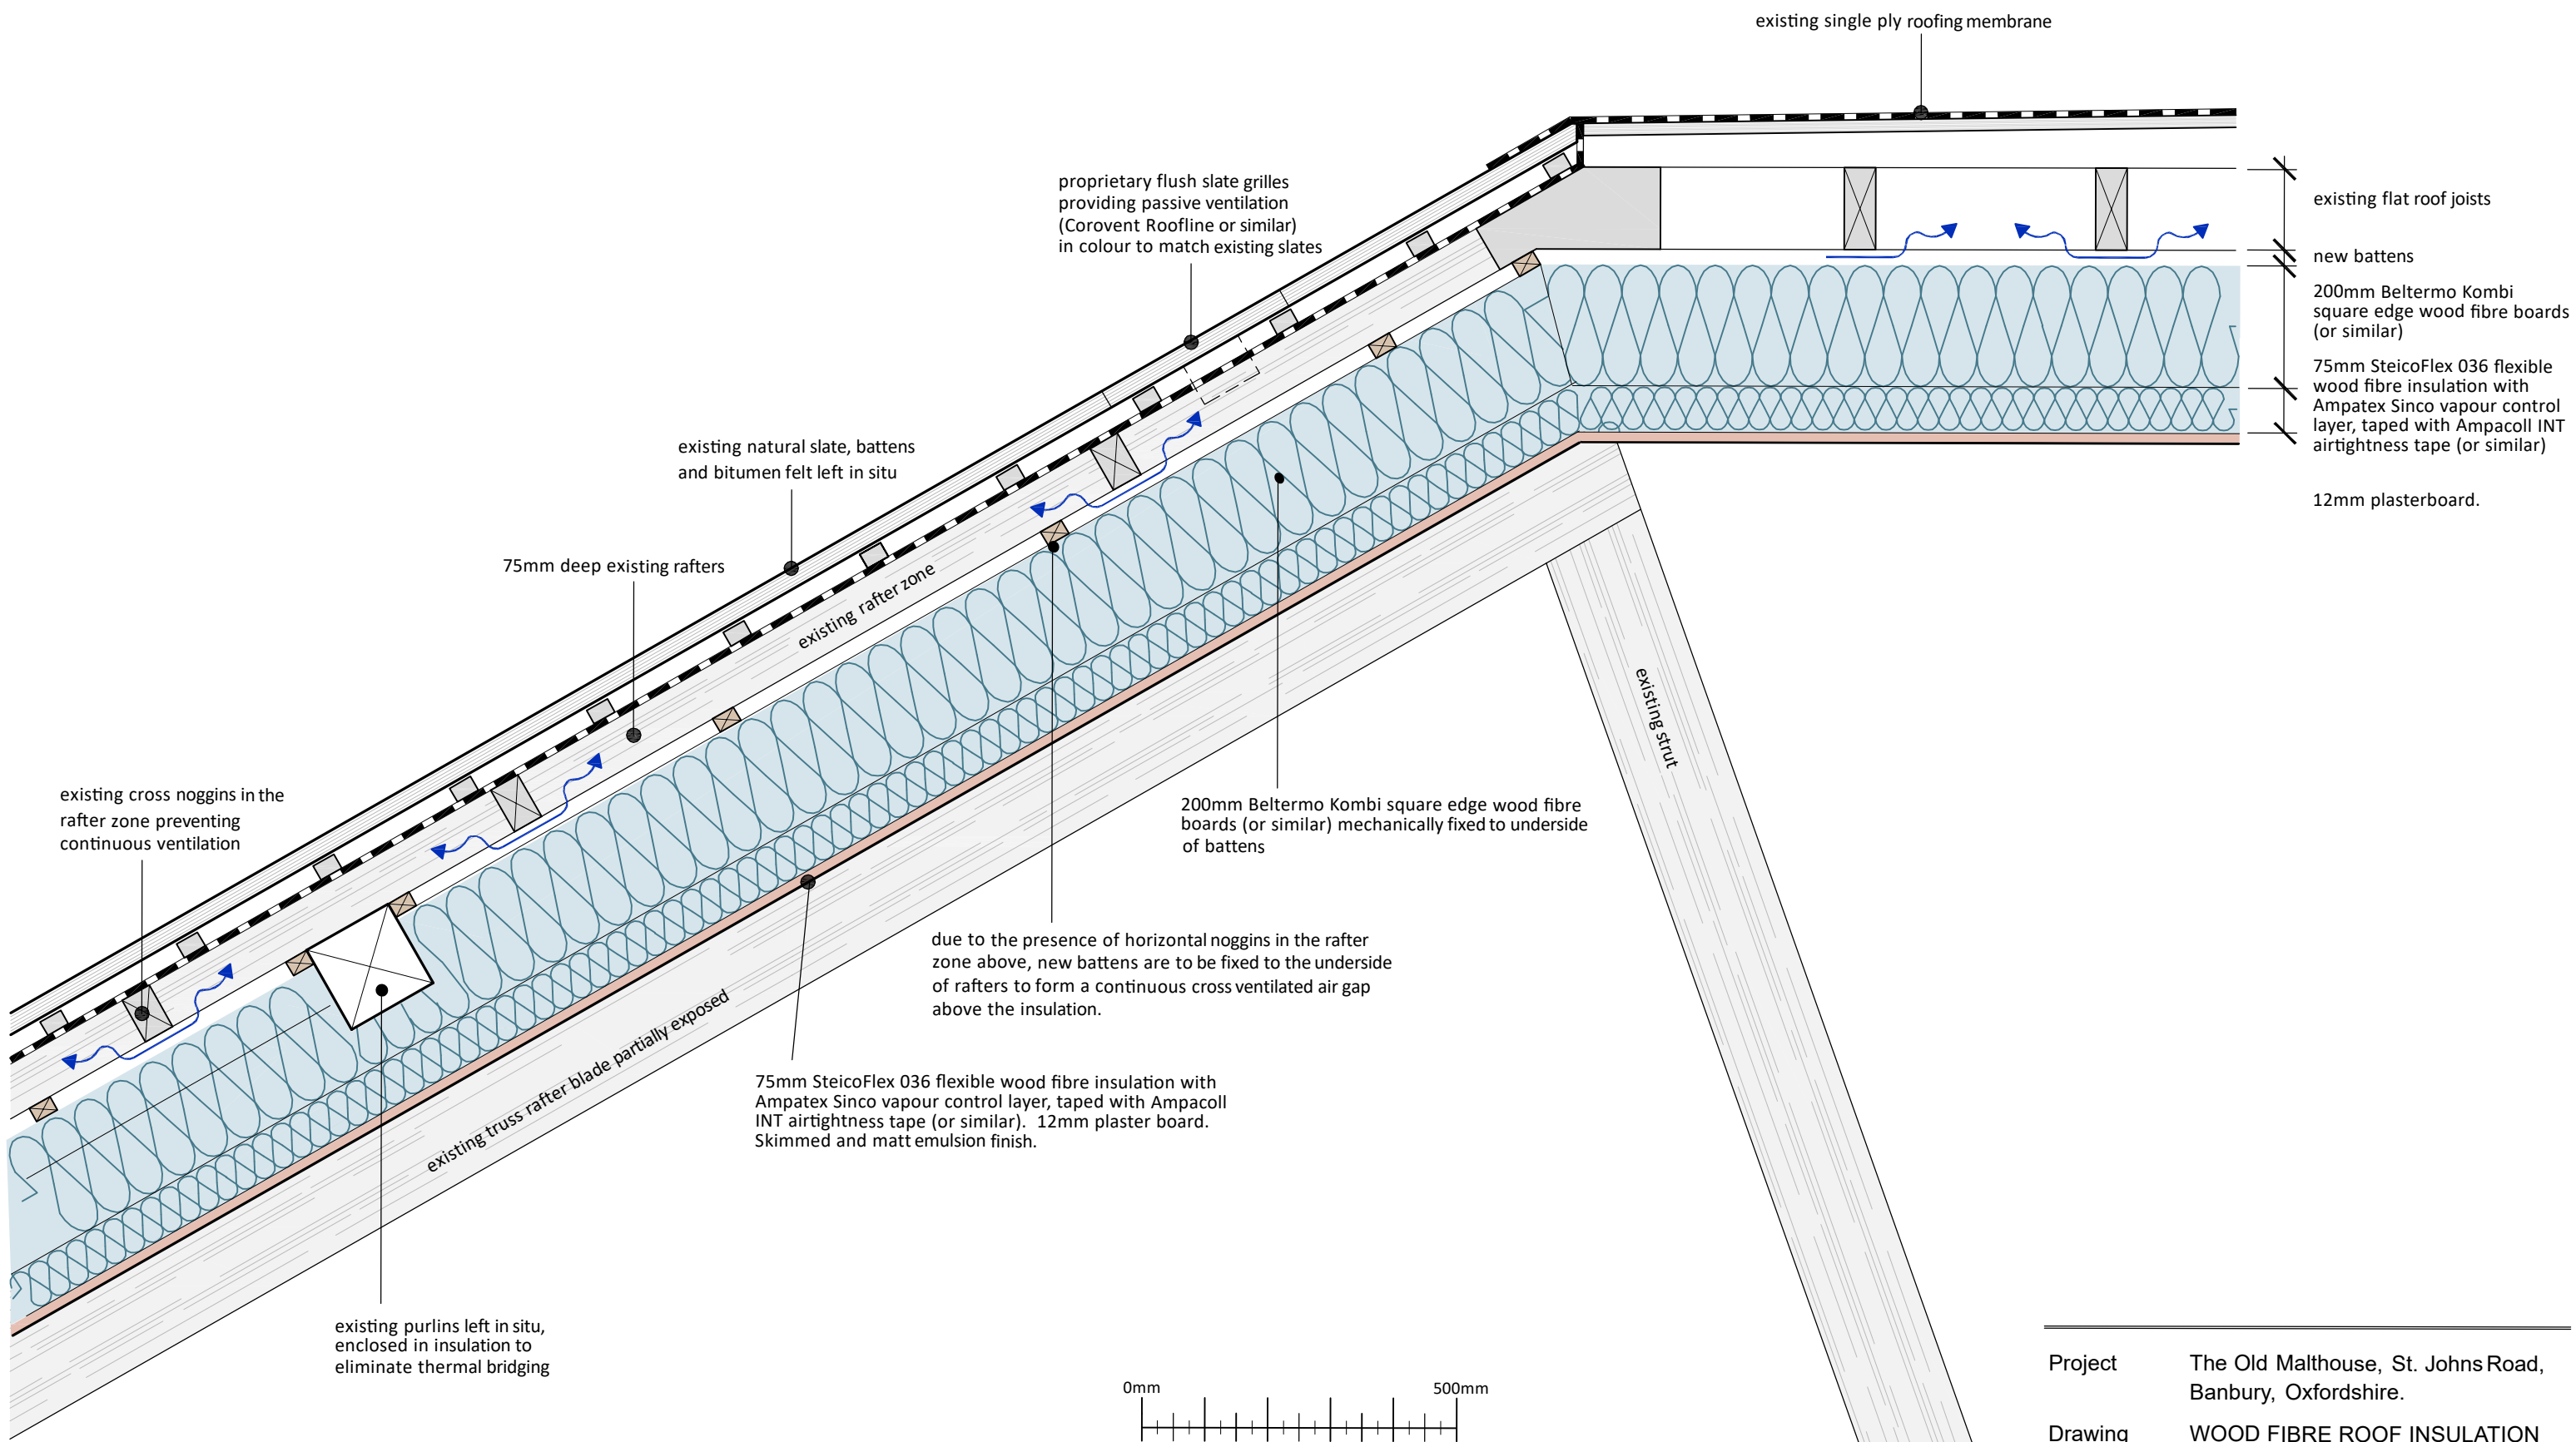 existing single ply roofing membrane
proprietary flush slate grilles
providing passive ventilation
(Corovent Roofline or similar)
in colour to match existing slates
existing flat roof joists
new battens
200mm Beltermo Kombi
square edge wood fibre boards
(or similar)
75mm SteicoFlex 036 flexible
wood fibre insulation with
Ampatex Sinco vapour control
layer, taped with Ampacoll INT
airtightness tape (or similar)
12mm plasterboard.
existing natural slate, battens
and bitumen felt left in situ
75mm deep existing rafters
existing rafter zone
existing strut
existing cross noggins in the
rafter zone preventing
continuous ventilation
200mm Beltermo Kombi square edge wood fibre
boards (or similar) mechanically fixed to underside
of battens
due to the presence of horizontal noggins in the rafter
zone above, new battens are to be fixed to the underside
of rafters to form a continuous cross ventilated air gap
above the insulation.
existing truss rafter blade partially exposed
75mm SteicoFlex 036 flexible wood fibre insulation with
Ampatex Sinco vapour control layer, taped with Ampacoll
INT airtightness tape (or similar). 12mm plaster board.
Skimmed and matt emulsion finish.
existing purlins left in situ,
enclosed in insulation to
eliminate thermal bridging
0mm 500mm
Project The Old Malthouse, St. Johns Road,
Banbury, Oxfordshire.
Drawing WOOD FIBRE ROOF INSULATION